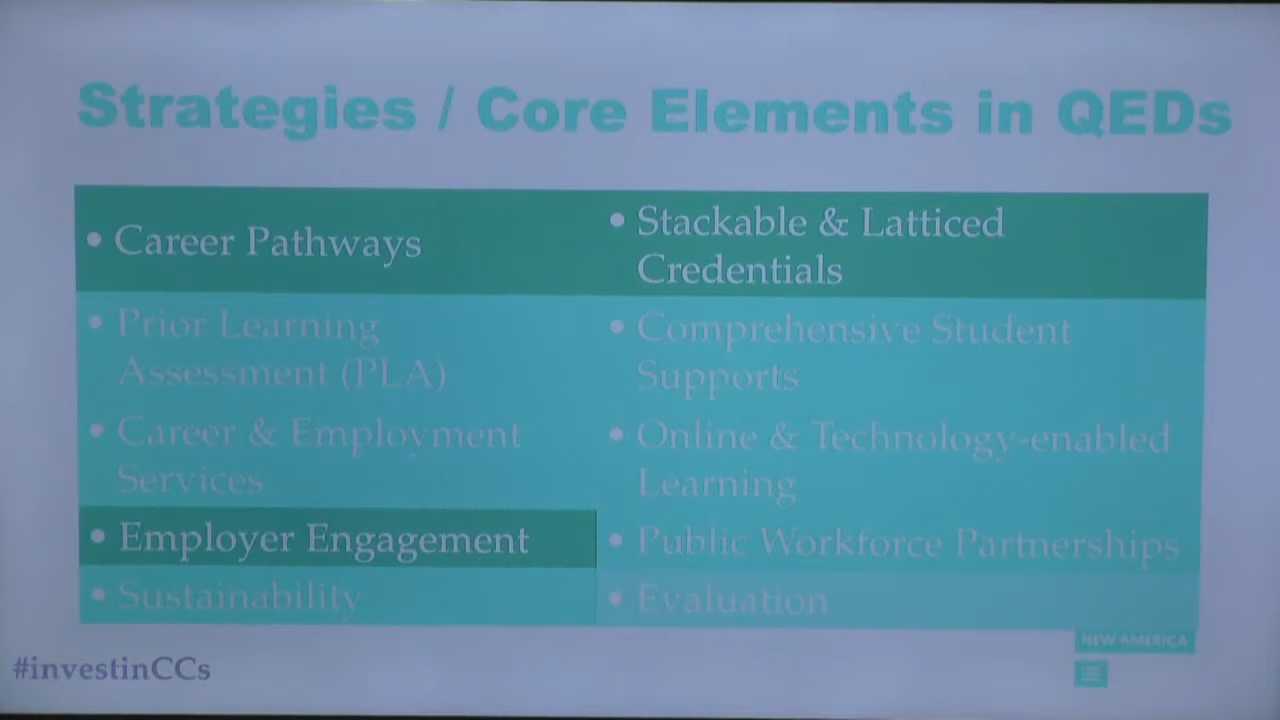 Strategies / Core Elements in QEDs
• Career Pathways
• Stackable & Latticed
Credentials
• Prior Learning
Assessment (PLA)
• Comprehensive Student
Supports
• Career & Employment
Services
• Online & Technology-enabled
Learning
• Employer Engagement
• Public Workforce Partnerships
• Sustainability
• Evaluation
NEW AMERICA
#investinCCs